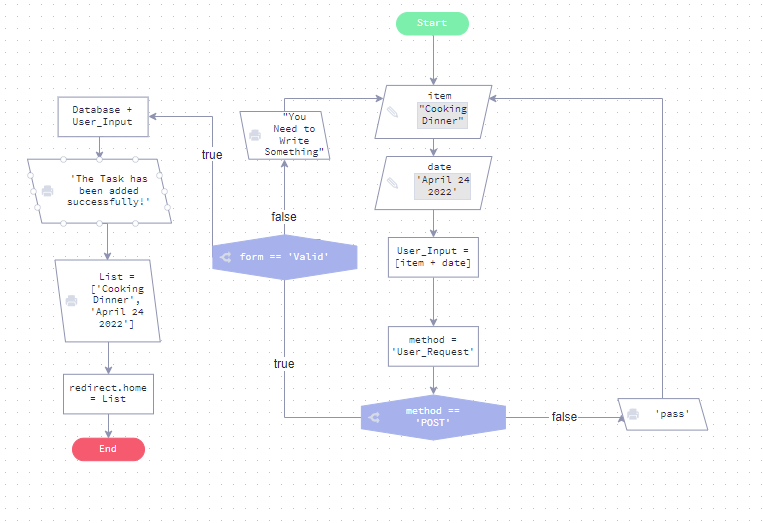 Start
item
"Cooking
Dinner"
date
'April 24
2022'
User_Input =
[item + date]
method =
'User_Request'
method ==
'POST'
false
'pass'
true
form == 'Valid'
false
"You
Need to
Write
Something"
true
Database +
User_Input
'The Task has
been added
successfully!'
List =
['Cooking
Dinner',
'April 24
2022']
redirect.home
= List
End